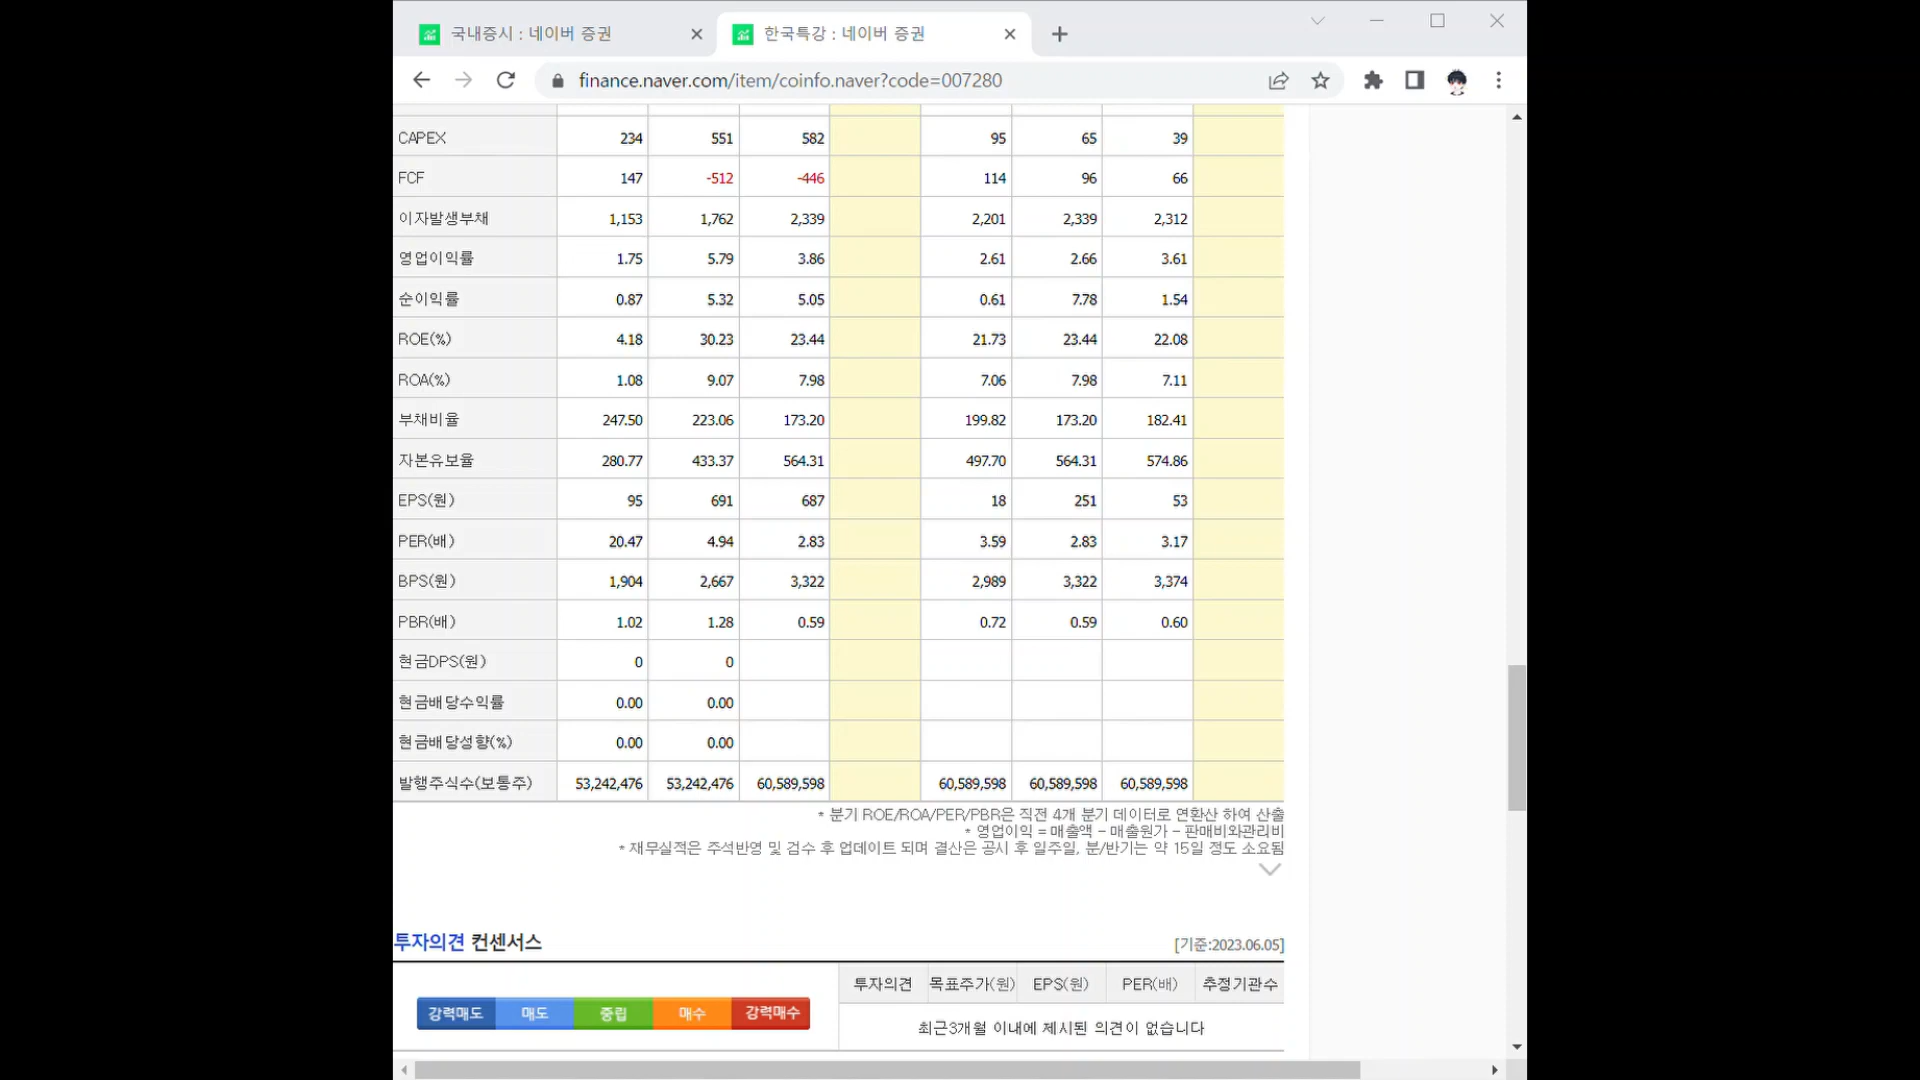 국내증시 : 네이버 증권
한국특강 : 네이버 증권
finance.naver.com/item/coinfo.naver?code=007280
CAPEX 234 551 582 95 65 39
FCF 147 -512 -446 114 96 66
이자발생부채 1,153 1,762 2,339 2,201 2,339 2,312
영업이익률 1.75 5.79 3.86 2.61 2.66 3.61
순이익률 0.87 5.32 5.05 0.61 7.78 1.54
ROE(%) 4.18 30.23 23.44 21.73 23.44 22.08
ROA(%) 1.08 9.07 7.98 7.06 7.98 7.11
부채비율 247.50 223.06 173.20 199.82 173.20 182.41
자본유보율 280.77 433.37 564.31 497.70 564.31 574.86
EPS(원) 95 691 687 18 251 53
PER(배) 20.47 4.94 2.83 3.59 2.83 3.17
BPS(원) 1,904 2,667 3,322 2,989 3,322 3,374
PBR(배) 1.02 1.28 0.59 0.72 0.59 0.60
현금DPS(원) 0 0
현금배당수익률 0.00 0.00
현금배당성향(%) 0.00 0.00
발행주식수(보통주) 53,242,476 53,242,476 60,589,598 60,589,598 60,589,598 60,589,598
* 분기 ROE/ROA/PER/PBR은 직전 4개 분기 데이터로 연환산 하여 산출
* 영업이익 = 매출액 - 매출원가 - 판매비와관리비
* 재무실적은 주석반영 및 검수 후 업데이트 되며 결산은 공시 후 일주일, 분/반기는 약 15일 정도 소요됨
투자의견 컨센서스 [기준:2023.06.05]
투자의견 목표주가(원) EPS(원) PER(배) 추정기관수
강력매도 매도 중립 매수 강력매수
최근3개월 이내에 제시된 의견이 없습니다